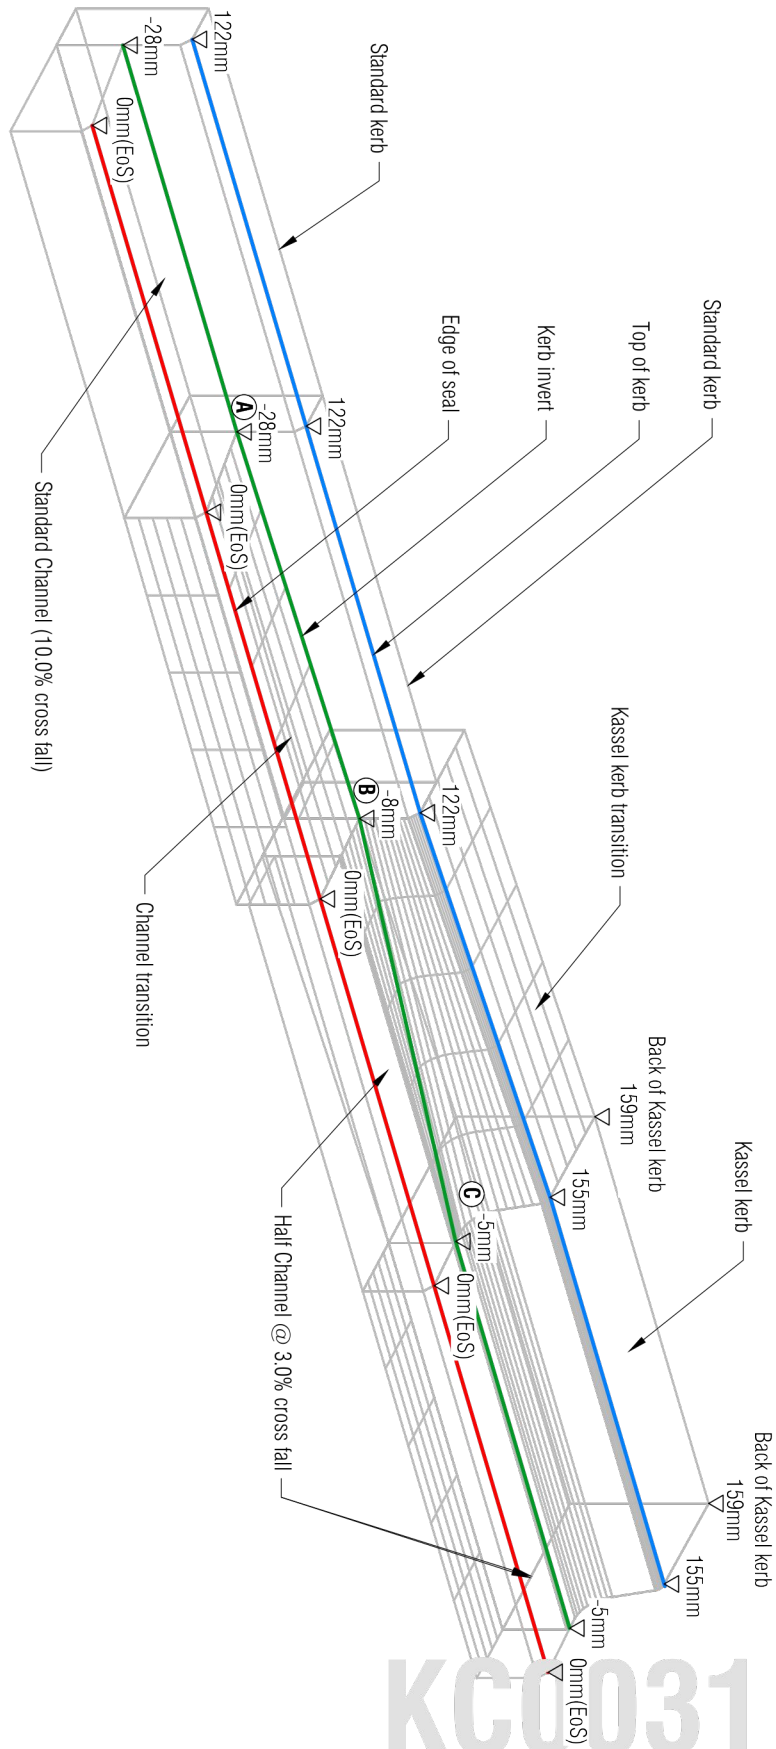 Standard kerb
122mm
-28mm
0mm(EoS)
Standard Channel (10.0% cross fall)
Standard kerb
Top of kerb
Kerb invert
Edge of seal
122mm
-28mm
A
0mm(EoS)
Kassel kerb transition
122mm
-8mm
B
0mm(EoS)
Channel transition
Back of Kassel kerb
159mm
Kassel kerb
155mm
-5mm
C
0mm(EoS)
Half Channel @ 3.0% cross fall
Back of Kassel kerb
159mm
155mm
-5mm
0mm(EoS)
KCQ031